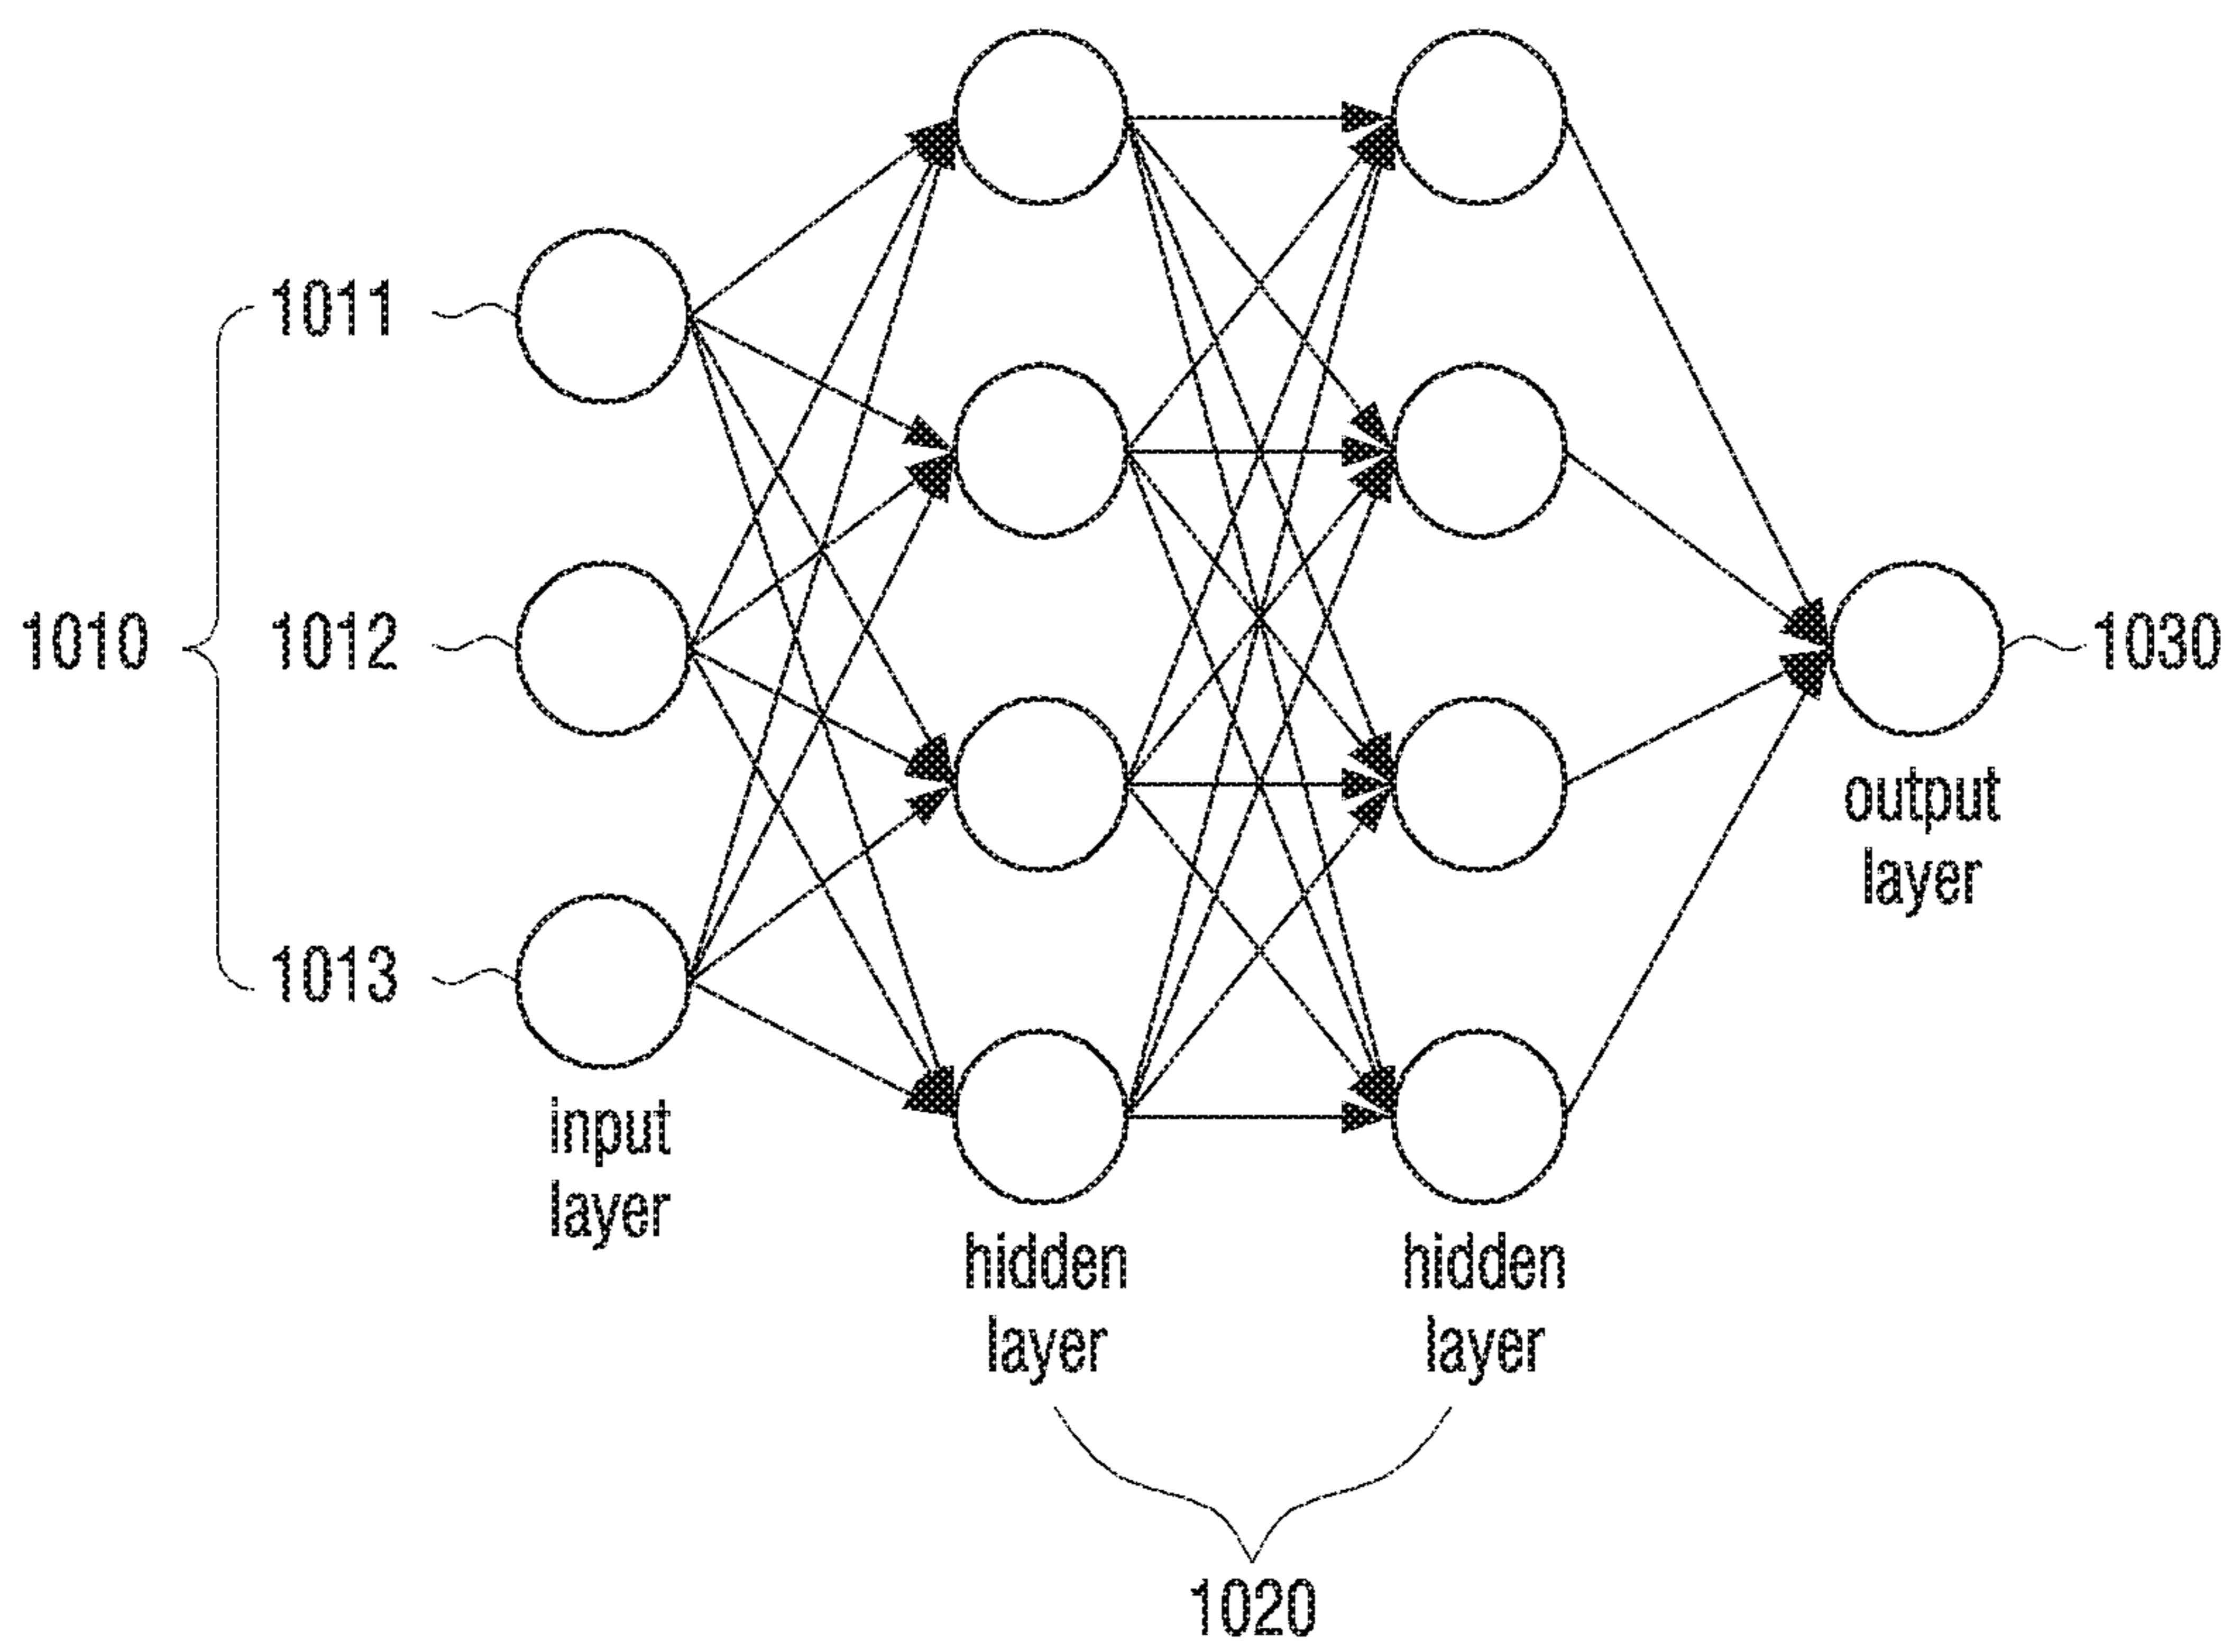 1011
1010
1012
1030
output
layer
1013
input
layer
hidden
layer
hidden
layer
1020